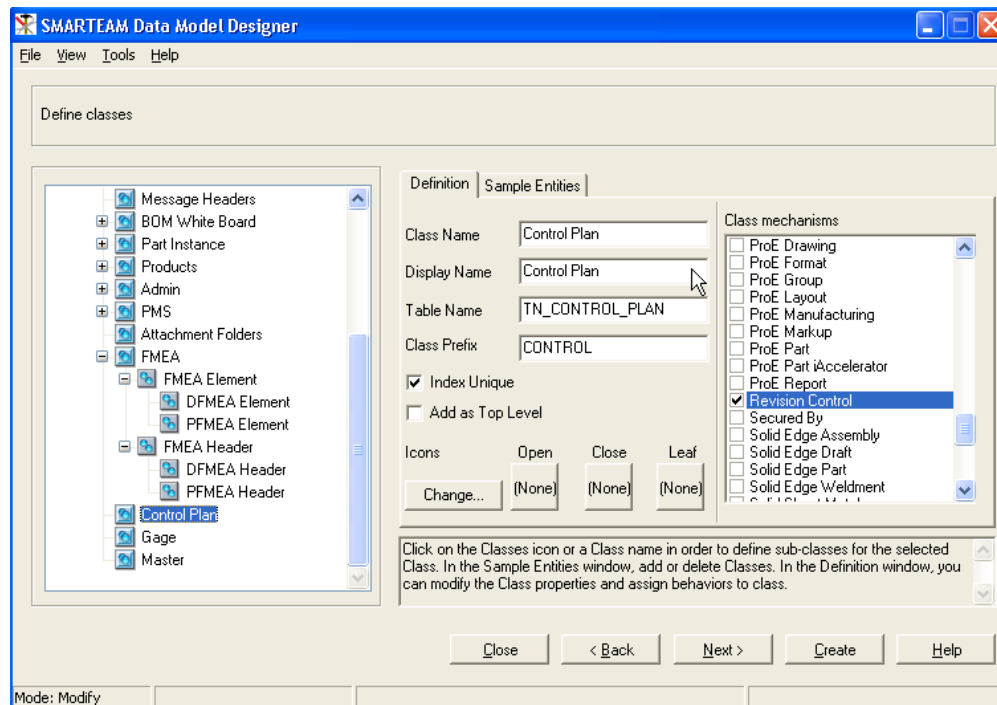 SMARTEAM Data Model Designer
File View Tools Help
Define classes
Message Headers
BOM White Board
Part Instance
Products
Admin
PMS
Attachment Folders
FMEA
FMEA Element
DFMEA Element
PFMEA Element
FMEA Header
DFMEA Header
PFMEA Header
Control Plan
Gage
Master
Definition Sample Entities
Class Name Control Plan
Display Name Control Plan
Table Name TN_CONTROL_PLAN
Class Prefix CONTROL
Index Unique
Add as Top Level
Icons Open Close Leaf
Change... (None) (None) (None)
Class mechanisms
ProE Drawing
ProE Format
ProE Group
ProE Layout
ProE Manufacturing
ProE Markup
ProE Part
ProE Part iAccelerator
ProE Report
Revision Control
Secured By
Solid Edge Assembly
Solid Edge Draft
Solid Edge Part
Solid Edge Weldment
Click on the Classes icon or a Class name in order to define sub-classes for the selected
Class. In the Sample Entities window, add or delete Classes. In the Definition window, you
can modify the Class properties and assign behaviors to class.
Close < Back Next > Create Help
Mode: Modify